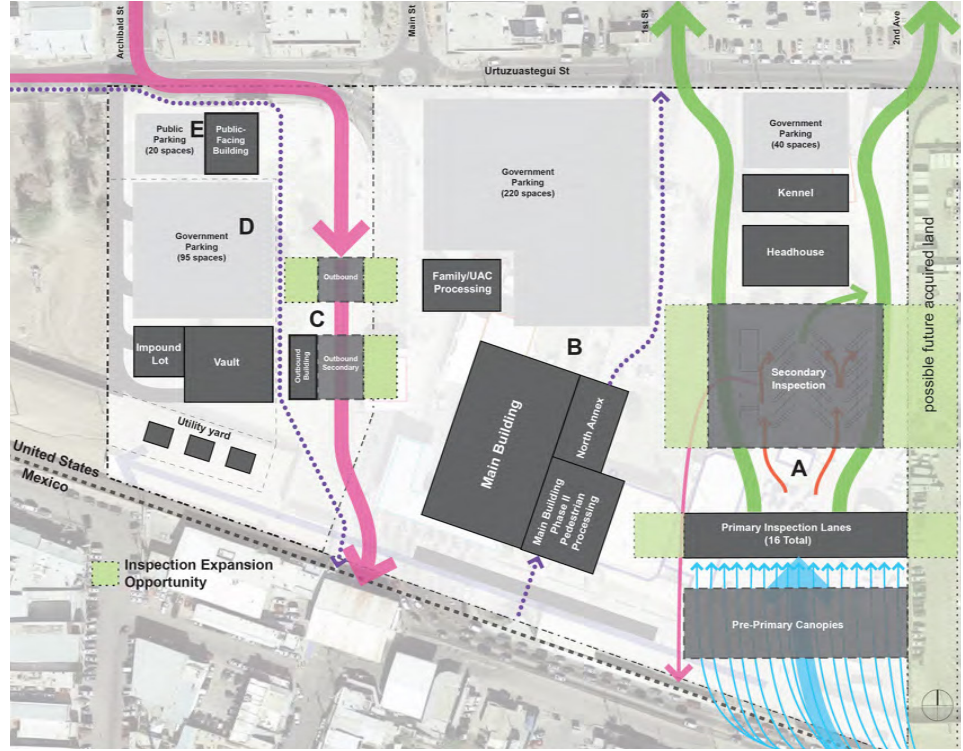 Archibald St
Main St
1st St
2nd Ave
Urtuzuastegui St
E
Public
Parking
(20 spaces)
Public-
Facing
Building
Government
Parking
(220 spaces)
Government
Parking
(40 spaces)
Kennel
Headhouse
D
Government
Parking
(95 spaces)
Outbound
Family/UAC
Processing
C
B
Impound
Lot
Vault
Outbound
Building
Outbound
Secondary
Secondary
Inspection
possible future acquired land
Main Building
North Annex
Main Building
Phase II
Pedestrian
Processing
Utility yard
A
United States
Mexico
Primary Inspection Lanes
(16 Total)
Inspection Expansion
Opportunity
Pre-Primary Canopies